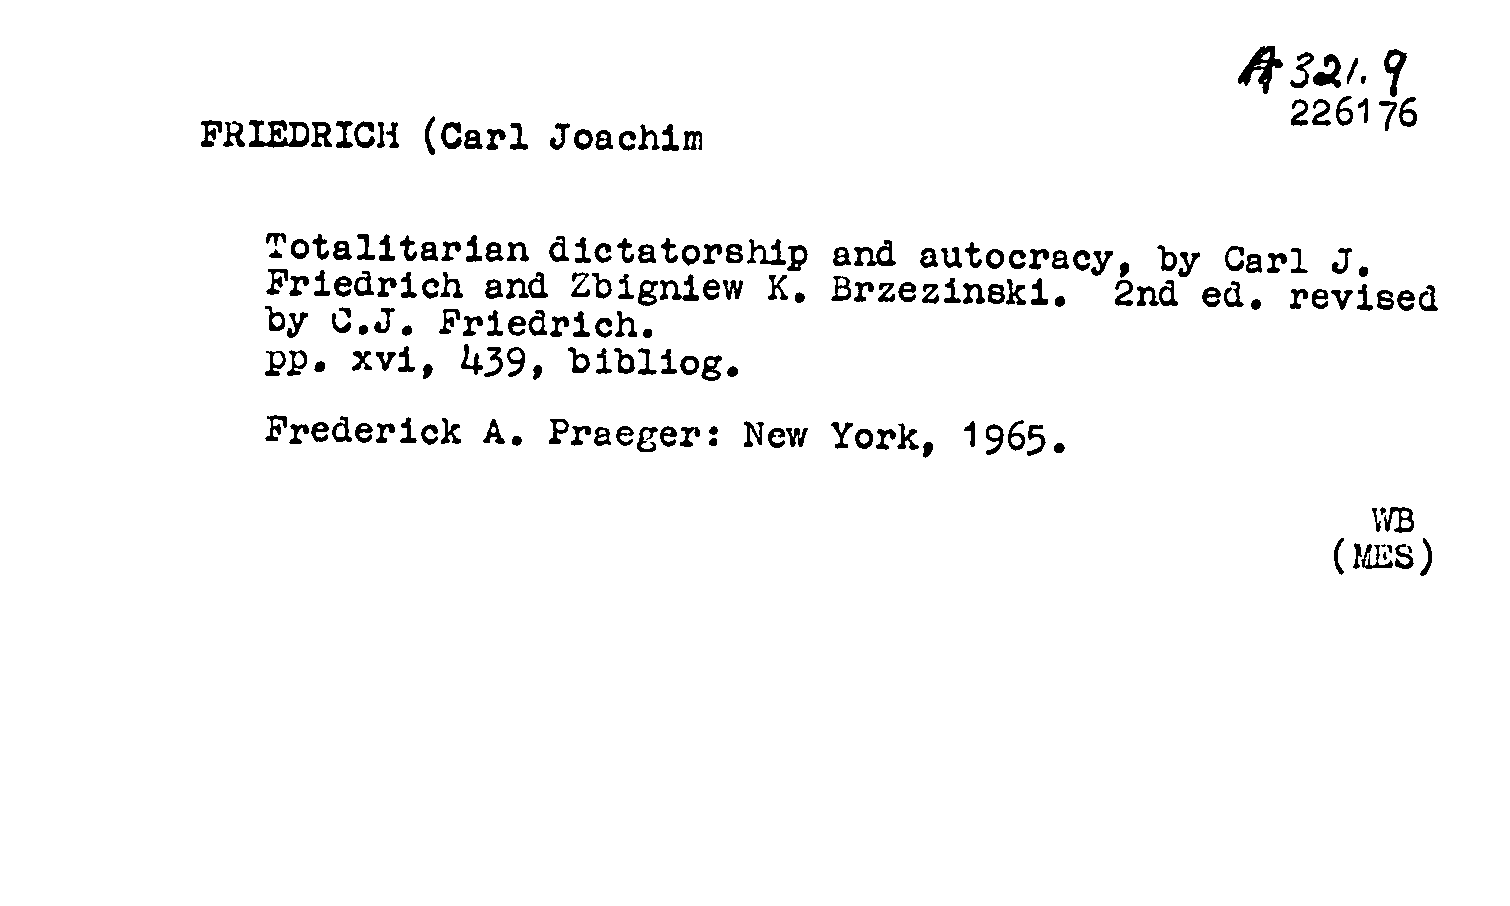 A 321.9
226176
FRIEDRICH (Carl Joachim
Totalitarian dictatorship and autocracy, by Carl J.
Friedrich and Zbigniew K. Brzezinski. 2nd ed. revised
by C.J. Friedrich.
pp. xvi, 439, bibliog.
Frederick A. Praeger: New York, 1965.
WB
(MES)